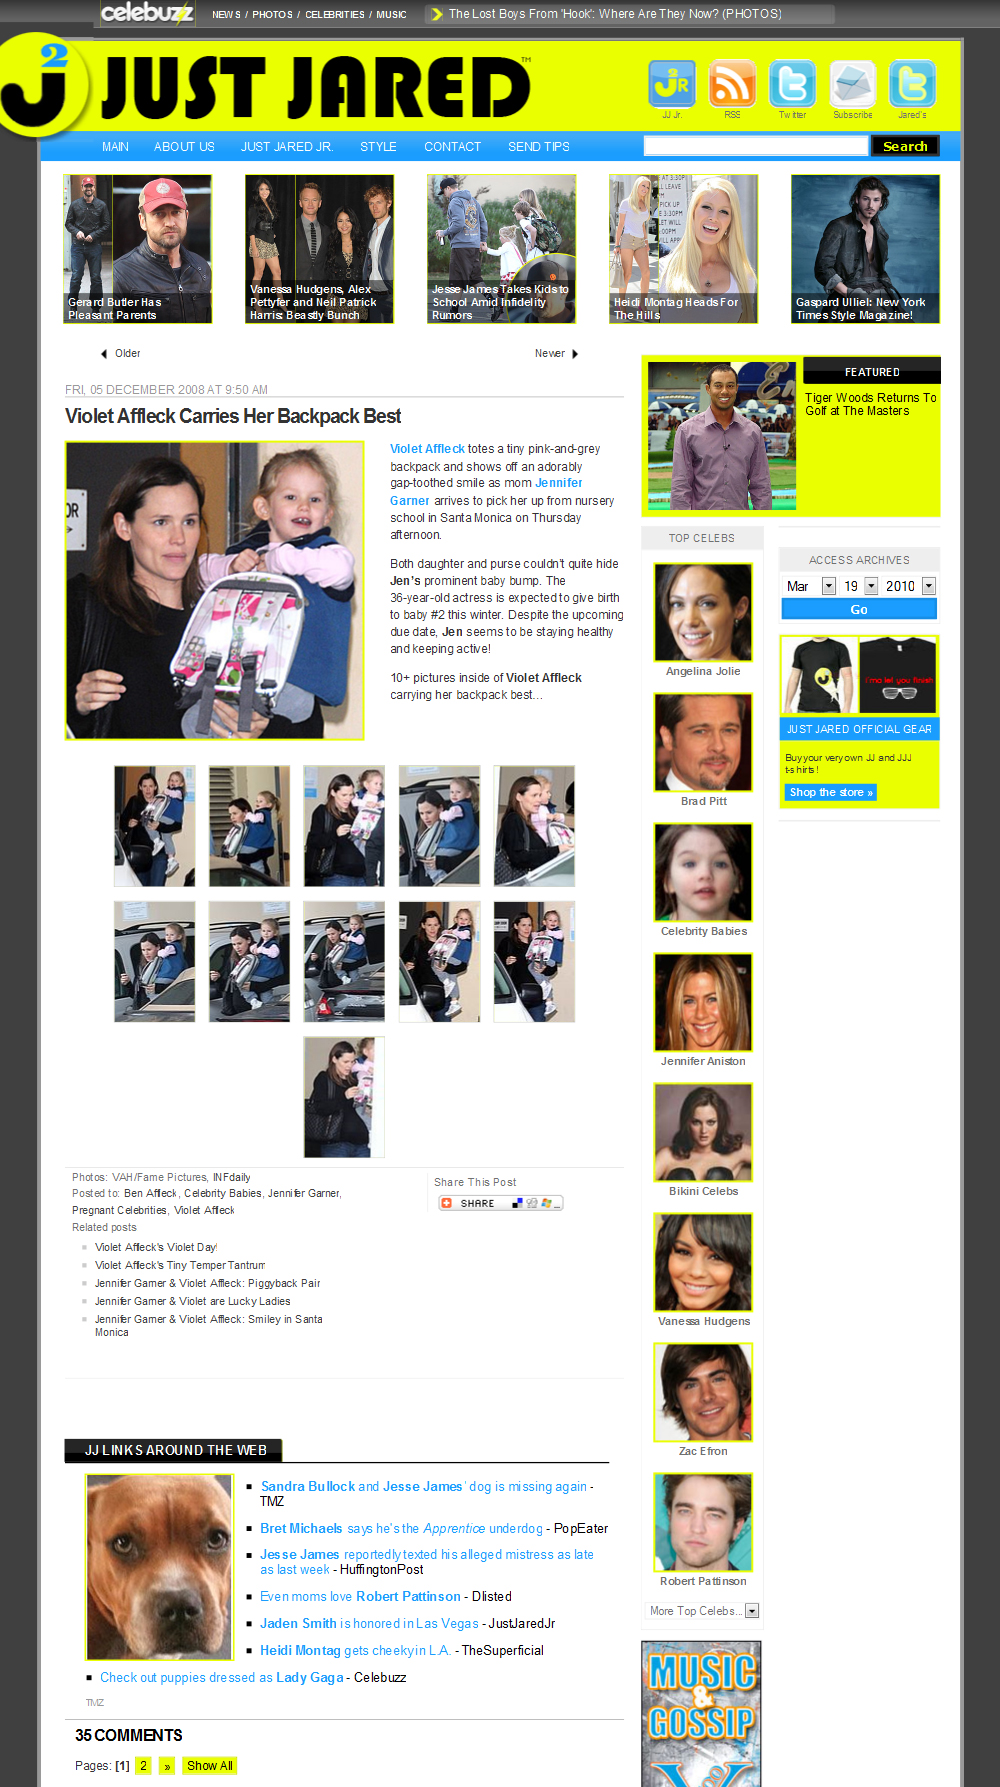 celebuzz
NEWS / PHOTOS / CELEBRITIES / MUSIC
The Lost Boys From 'Hook': Where Are They Now? (PHOTOS)
J2
JUST JARED™
JJ Jr.
RSS
Twitter
Subscribe
Jared's
MAIN
ABOUT US
JUST JARED JR.
STYLE
CONTACT
SEND TIPS
Search
Gerard Butler Has
Pleasant Parents
Vanessa Hudgens, Alex
Pettyfer and Neil Patrick
Harris: Beastly Bunch
Jesse James Takes Kids to
School Amid Infidelity
Rumors
Heidi Montag Heads For
The Hills
Gaspard Ulliel: New York
Times Style Magazine!
Older
Newer
FRI, 05 DECEMBER 2008 AT 9:50 AM
Violet Affleck Carries Her Backpack Best
Violet Affleck totes a tiny pink-and-grey
backpack and shows off an adorably
gap-toothed smile as mom Jennifer
Garner arrives to pick her up from nursery
school in Santa Monica on Thursday
afternoon.
Both daughter and purse couldn't quite hide
Jen's prominent baby bump. The
36-year-old actress is expected to give birth
to baby #2 this winter. Despite the upcoming
due date, Jen seems to be staying healthy
and keeping active!
10+ pictures inside of Violet Affleck
carrying her backpack best...
Photos: VAH/Fame Pictures, INFdaily
Posted to: Ben Affleck, Celebrity Babies, Jennifer Garner,
Pregnant Celebrities, Violet Affleck
Related posts
Violet Affleck's Violet Day!
Violet Affleck's Tiny Temper Tantrum
Jennifer Garner & Violet Affleck: Piggyback Pair
Jennifer Garner & Violet are Lucky Ladies
Jennifer Garner & Violet Affleck: Smiley in Santa
Monica
Share This Post
SHARE
JJ LINKS AROUND THE WEB
Sandra Bullock and Jesse James' dog is missing again -
TMZ
Bret Michaels says he's the Apprentice underdog - PopEater
Jesse James reportedly texted his alleged mistress as late
as last week - HuffingtonPost
Even moms love Robert Pattinson - Dlisted
Jaden Smith is honored in Las Vegas - JustJaredJr
Heidi Montag gets cheeky in L.A. - TheSuperficial
Check out puppies dressed as Lady Gaga - Celebuzz
TMZ
35 COMMENTS
Pages: [1] 2 » Show All
FEATURED
Tiger Woods Returns To
Golf at The Masters
TOP CELEBS
Angelina Jolie
Brad Pitt
Celebrity Babies
Jennifer Aniston
Bikini Celebs
Vanessa Hudgens
Zac Efron
Robert Pattinson
More Top Celebs...
MUSIC
&
GOSSIP
ACCESS ARCHIVES
Mar 19 2010
Go
I'ma let you finish
JUST JARED OFFICIAL GEAR
Buy your very own JJ and JJJ
t-shirts!
Shop the store »